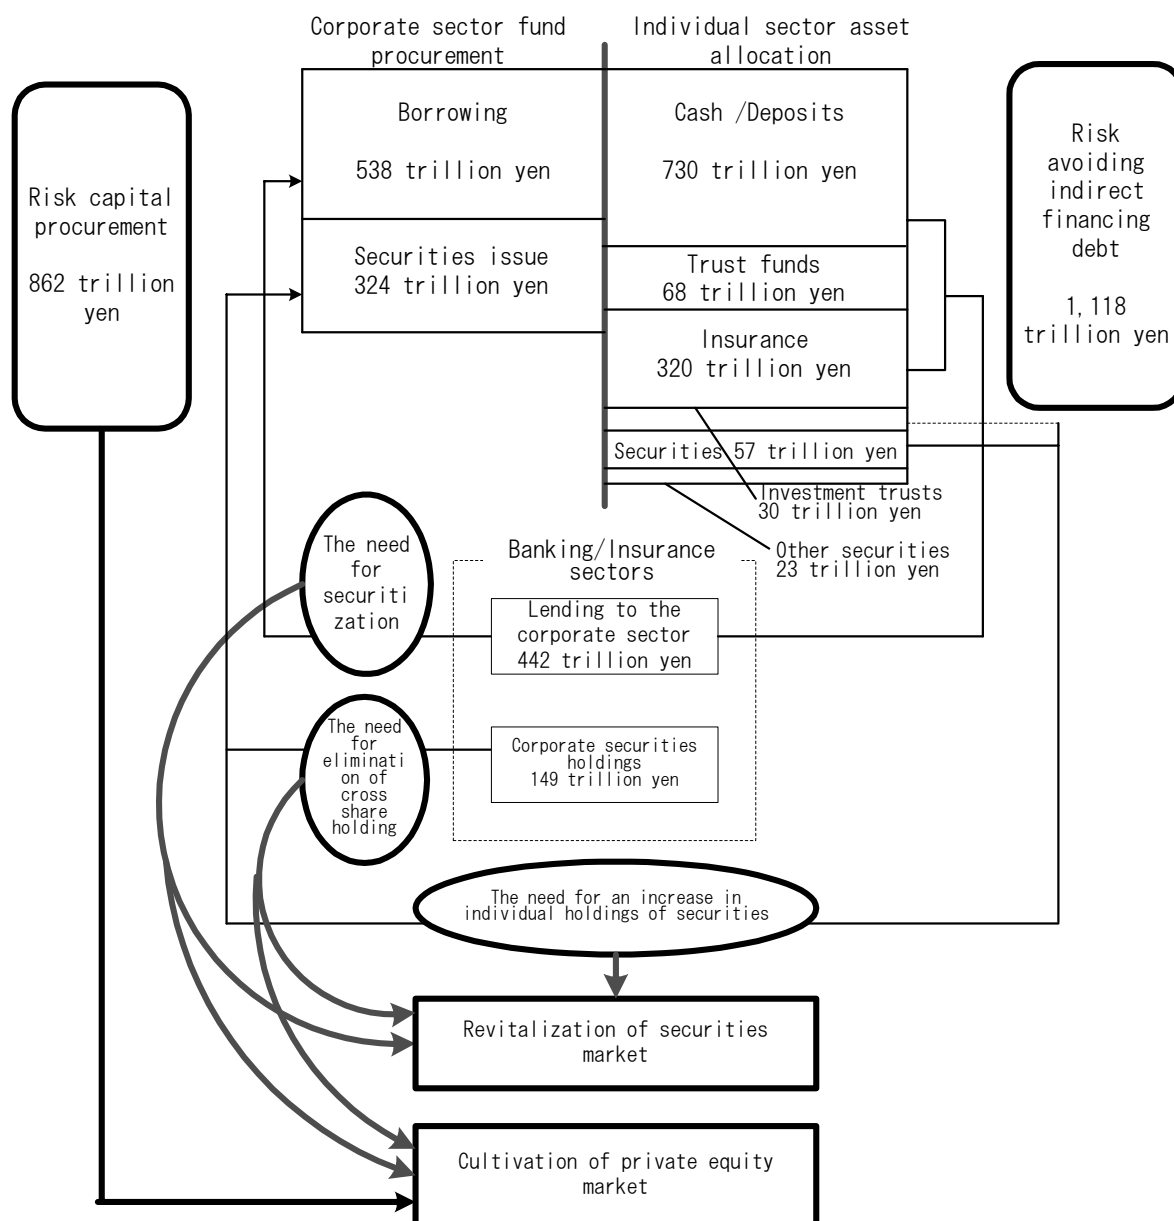 Corporate sector fund
procurement
Individual sector asset
allocation
Risk capital
procurement
862 trillion
yen
Borrowing
538 trillion yen
Securities issue
324 trillion yen
Cash /Deposits
730 trillion yen
Trust funds
68 trillion yen
Insurance
320 trillion yen
Securities 57 trillion yen
Investment trusts
30 trillion yen
Other securities
23 trillion yen
Risk
avoiding
indirect
financing
debt
1,118
trillion yen
The need
for
securiti
zation
Banking/Insurance
sectors
Lending to the
corporate sector
442 trillion yen
The need
for
eliminati
on of
cross
share
holding
Corporate securities
holdings
149 trillion yen
The need for an increase in
individual holdings of securities
Revitalization of securities
market
Cultivation of private equity
market